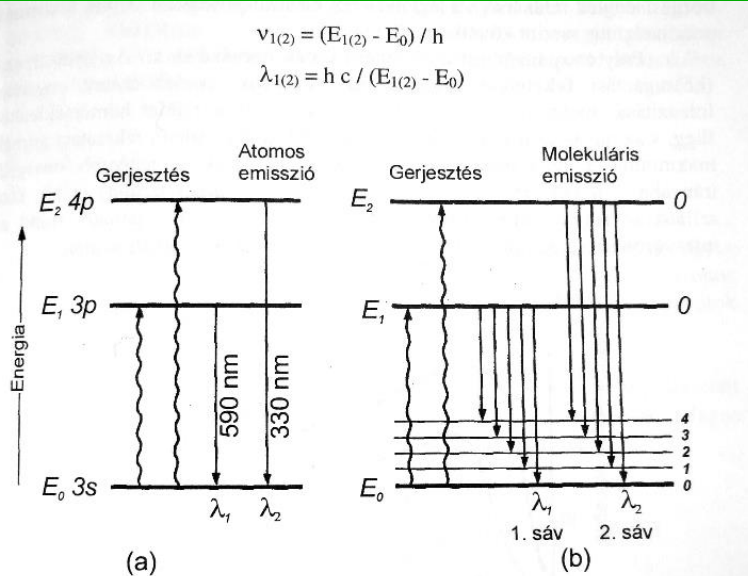 ν1(2) = (E1(2) - E0) / h
λ1(2) = h c / (E1(2) - E0)
Gerjesztés
Atomos
emisszió
E2 4p
E1 3p
E0 3s
Energia
590 nm
330 nm
λ1
λ2
(a)
Gerjesztés
Molekuláris
emisszió
E2
0
E1
0
4
3
2
1
E0
0
λ1
λ2
1. sáv
2. sáv
(b)